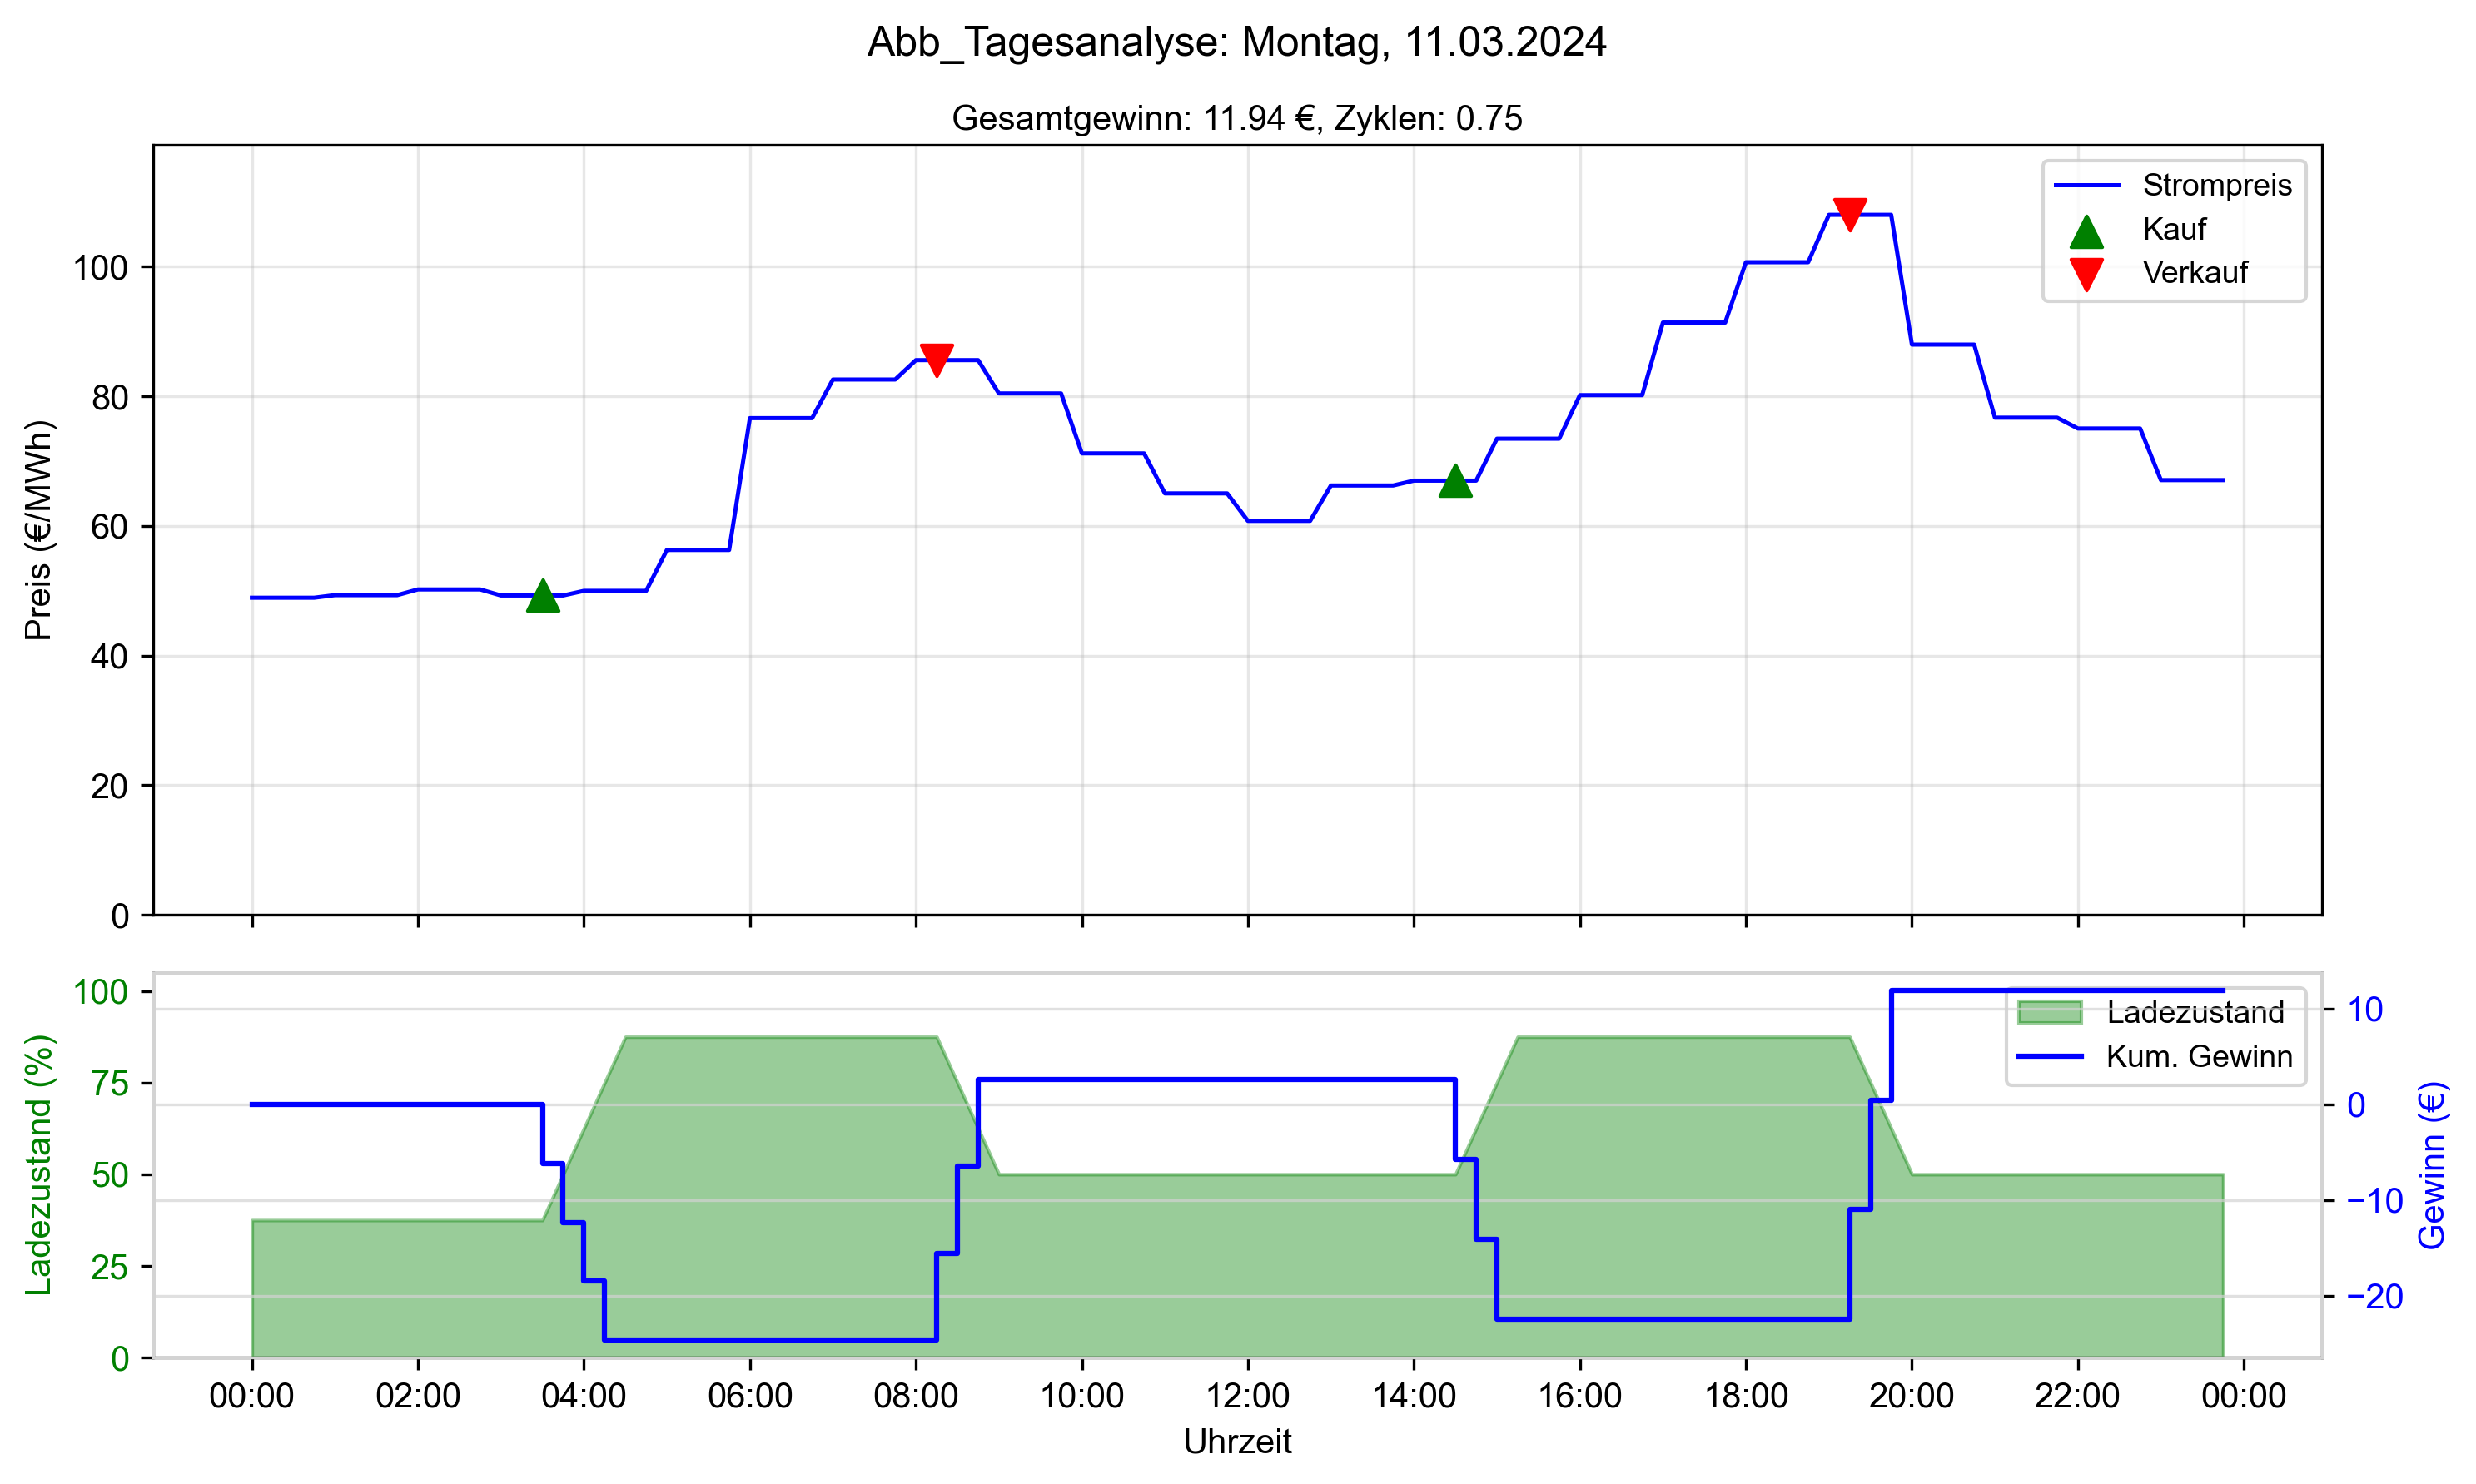 Abb_Tagesanalyse: Montag, 11.03.2024
Gesamtgewinn: 11.94 €, Zyklen: 0.75
Preis (€/MWh)
100
80
60
40
20
0
Strompreis
Kauf
Verkauf
Ladezustand (%)
100
75
50
25
0
Ladezustand
Kum. Gewinn
10
0
−10
−20
Gewinn (€)
00:00 02:00 04:00 06:00 08:00 10:00 12:00 14:00 16:00 18:00 20:00 22:00 00:00
Uhrzeit